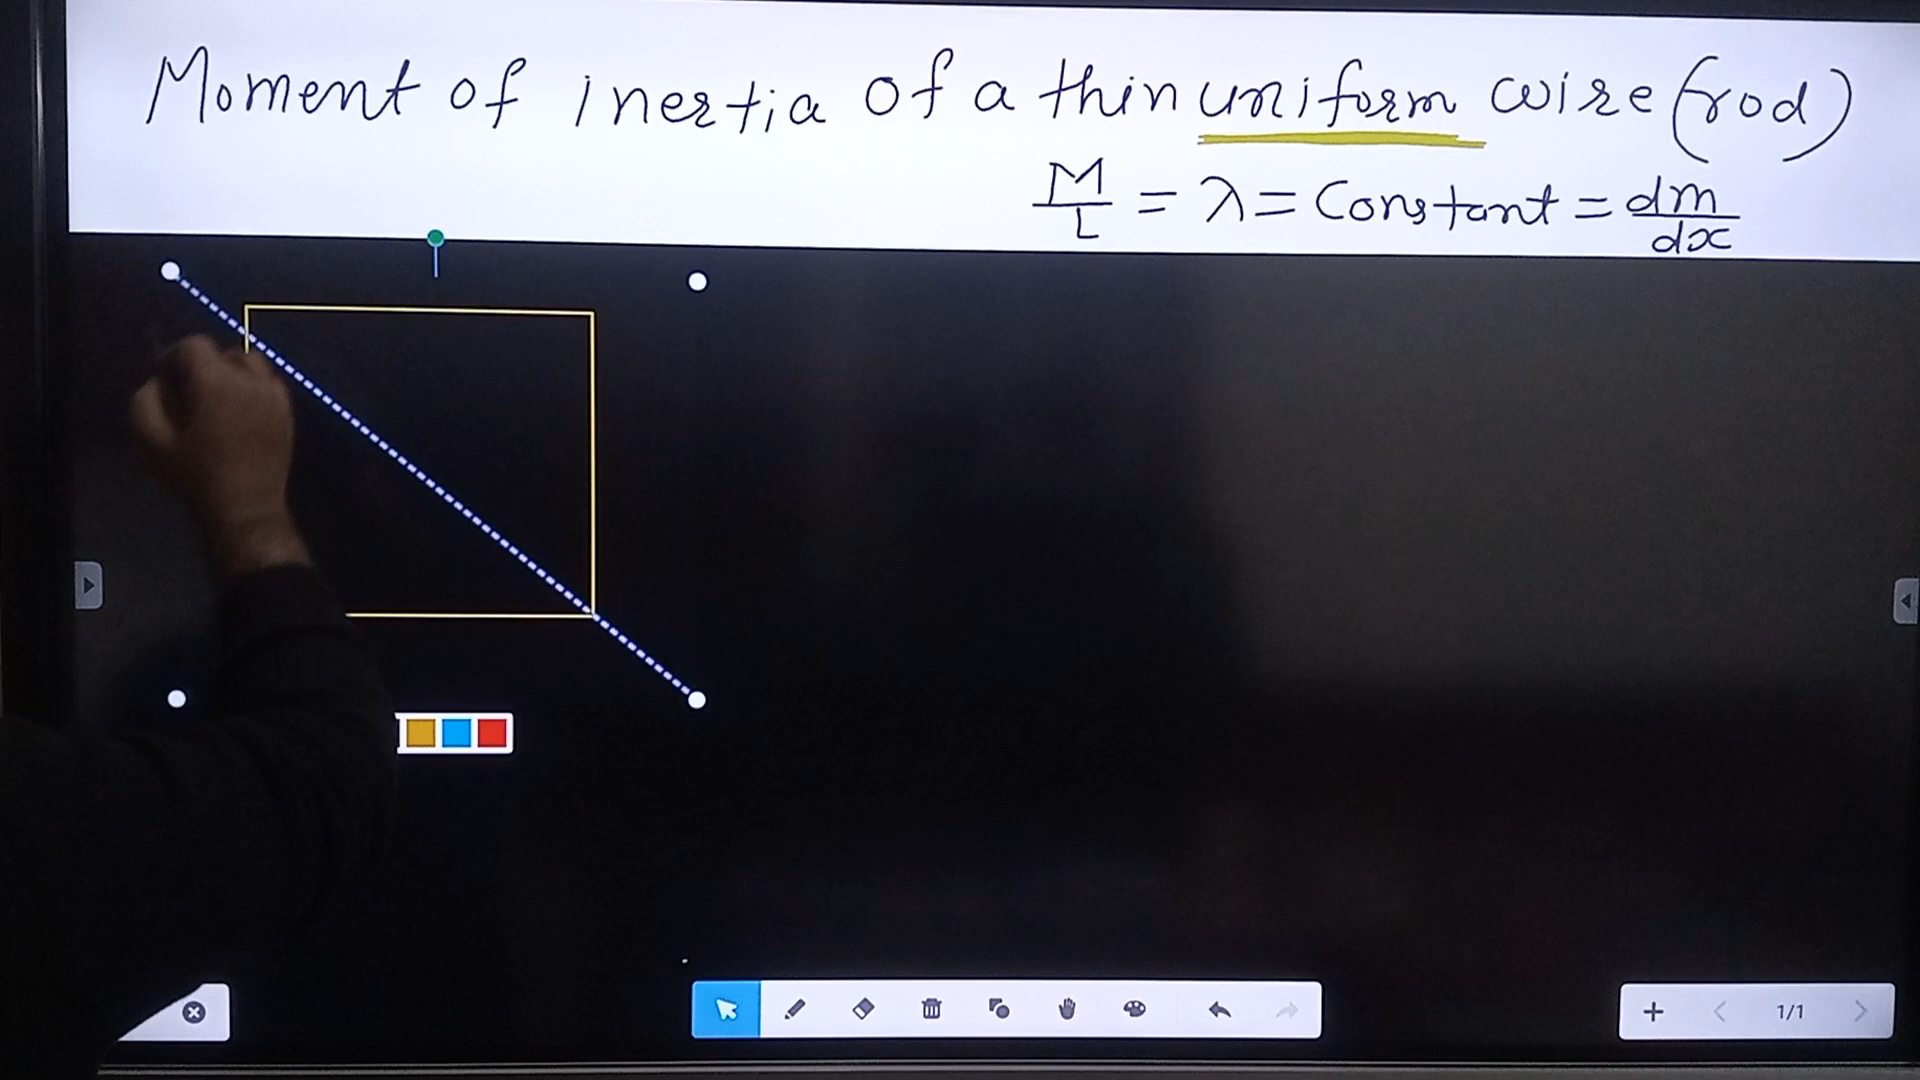 Moment of inertia of a thin uniform wire (rod)
M/L = λ = Constant = dm/dx
1/1